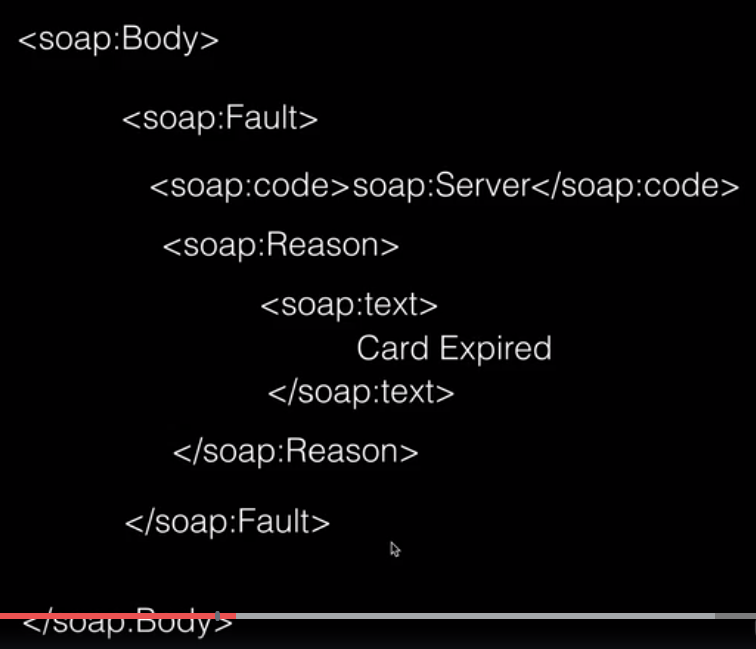 <soap:Body>
<soap:Fault>
<soap:code>soap:Server</soap:code>
<soap:Reason>
<soap:text>
Card Expired
</soap:text>
</soap:Reason>
</soap:Fault>
</soap:Body>